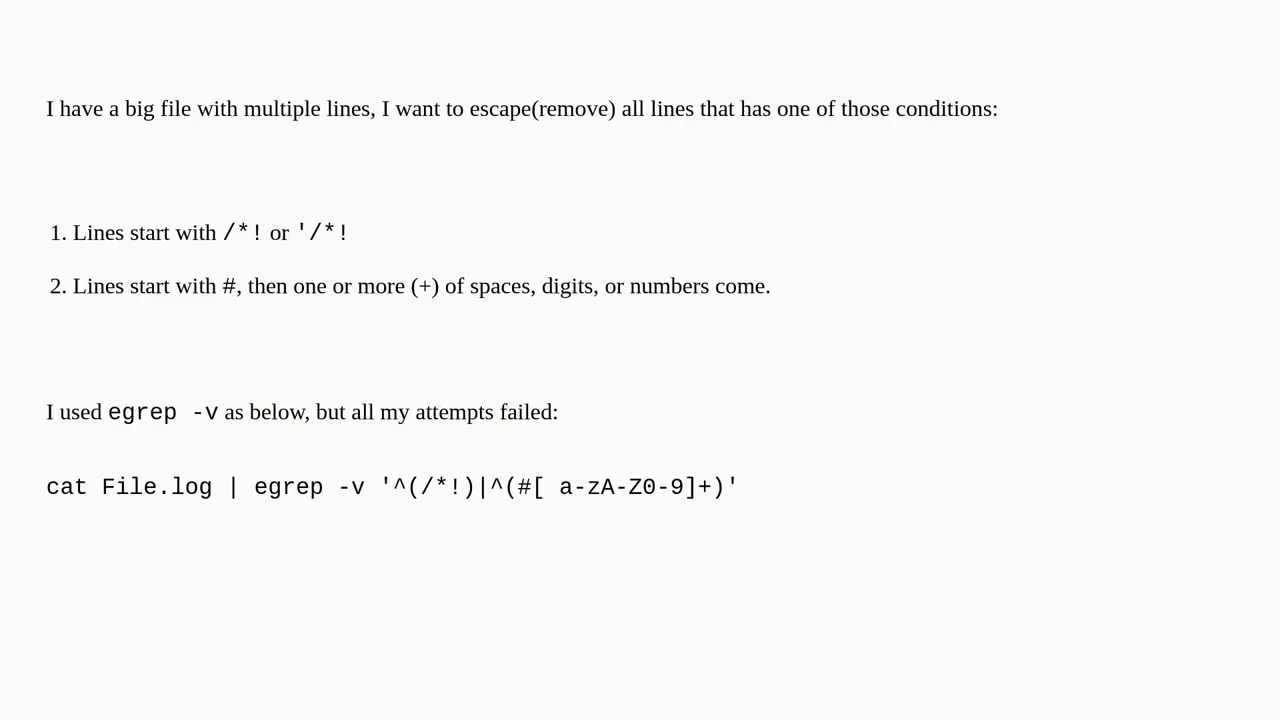 I have a big file with multiple lines, I want to escape(remove) all lines that has one of those conditions:
1. Lines start with /*! or '/*!
2. Lines start with #, then one or more (+) of spaces, digits, or numbers come.
I used egrep -v as below, but all my attempts failed:
cat File.log | egrep -v '^(/*!)|^(#[ a-zA-Z0-9]+)'